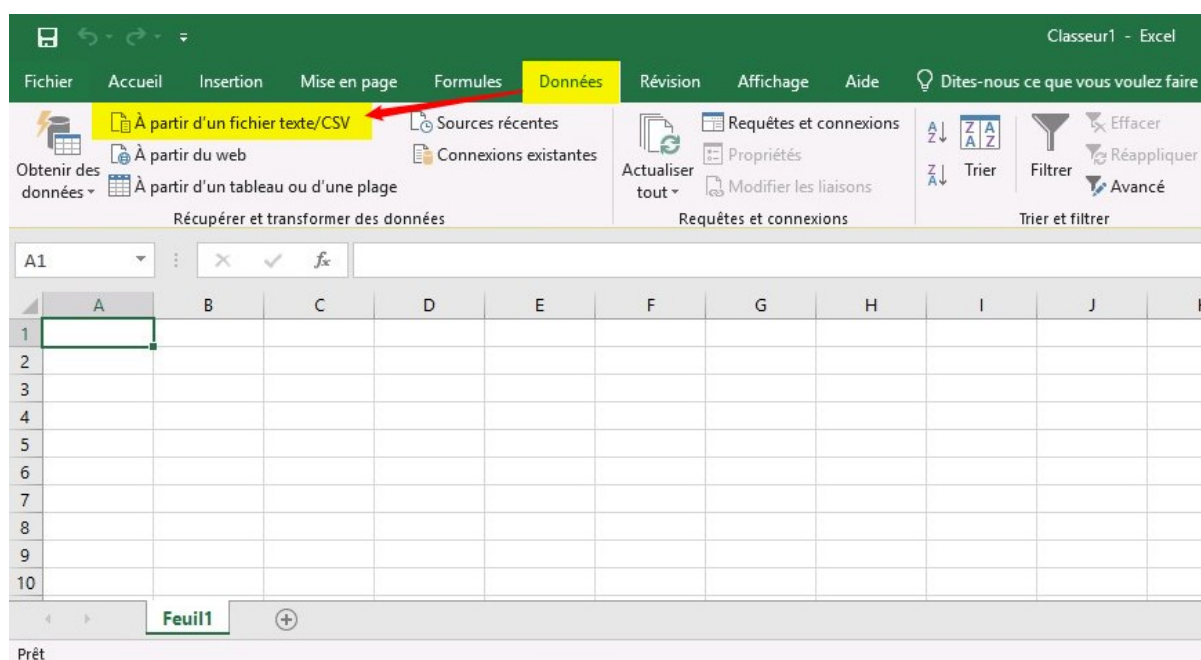 Classeur1 - Excel
Fichier Accueil Insertion Mise en page Formules Données Révision Affichage Aide Dites-nous ce que vous voulez faire
Obtenir des données
À partir d'un fichier texte/CSV
À partir du web
À partir d'un tableau ou d'une plage
Sources récentes
Connexions existantes
Récupérer et transformer des données
Actualiser tout
Requêtes et connexions
Propriétés
Modifier les liaisons
Requêtes et connexions
Trier
Filtrer
Effacer
Réappliquer
Avancé
Trier et filtrer
A1 fx
A B C D E F G H I J
1
2
3
4
5
6
7
8
9
10
Feuil1
Prêt